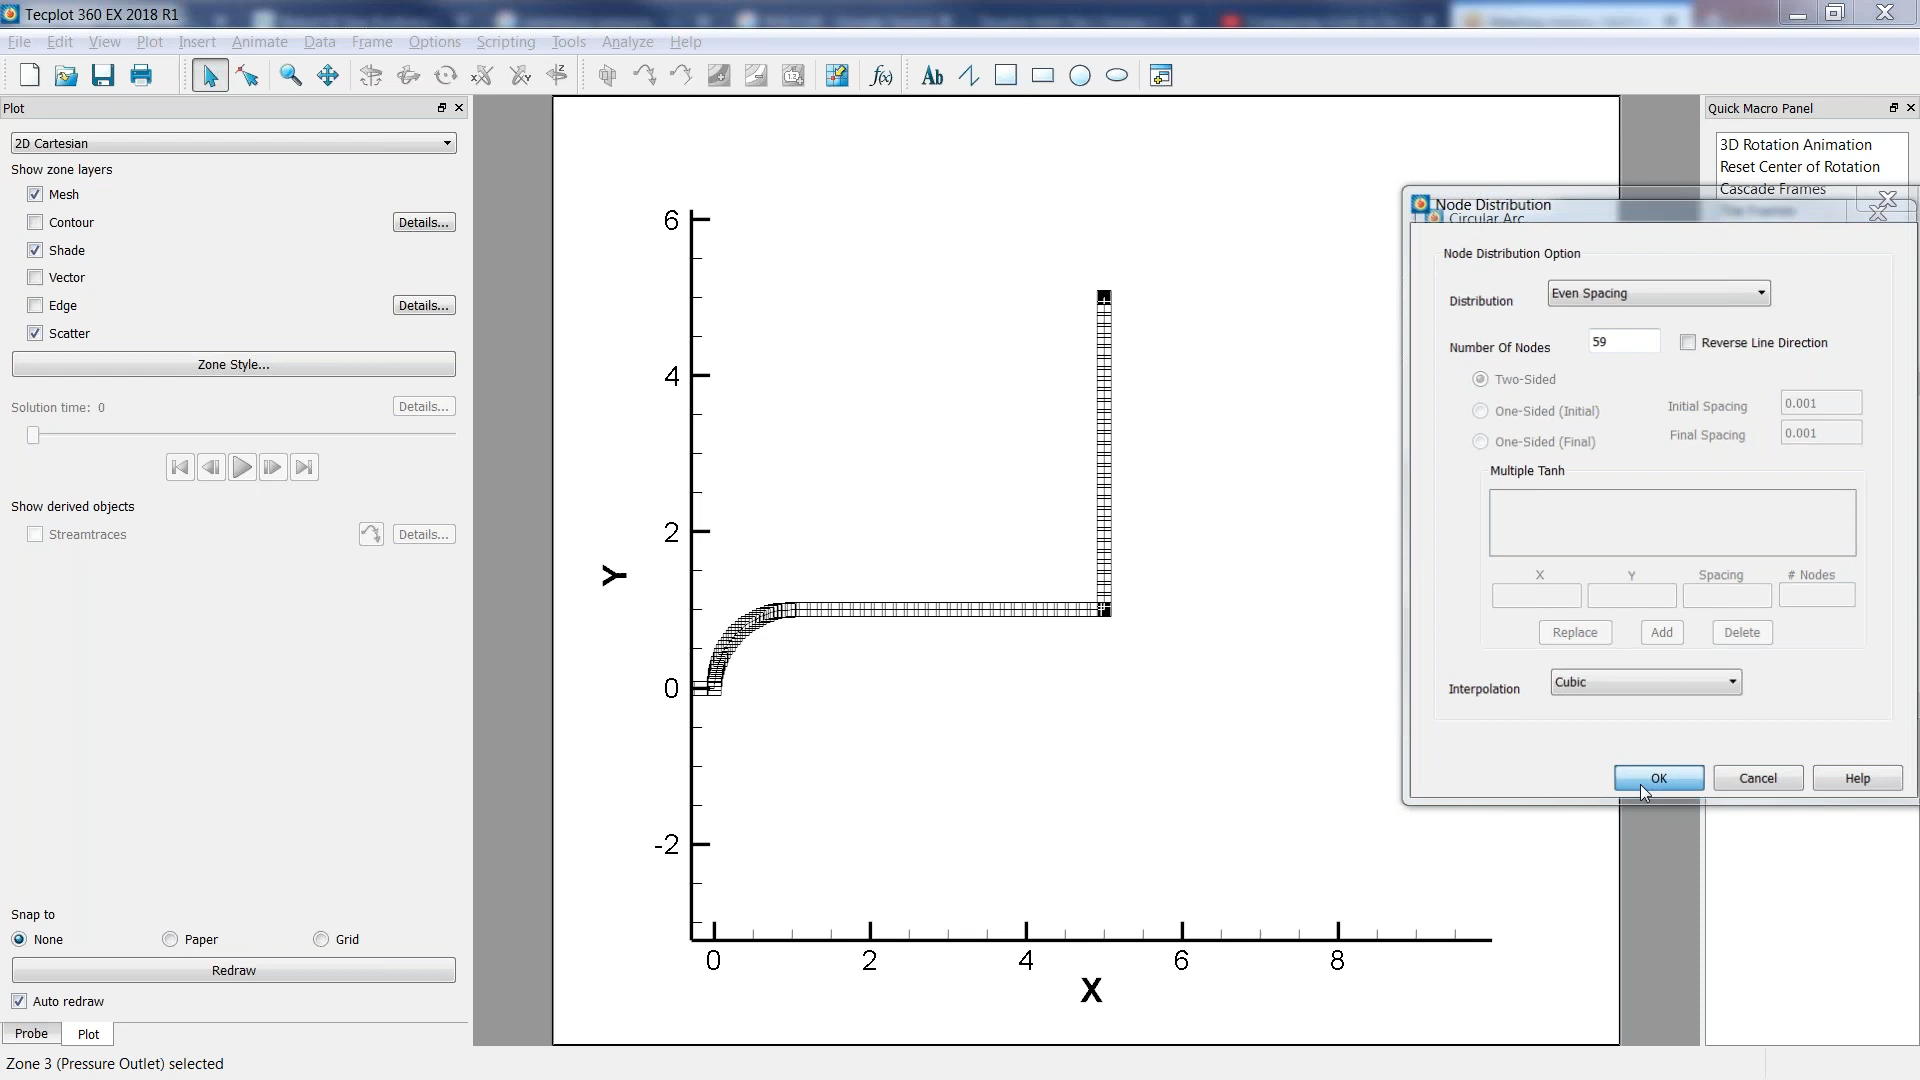 Tecplot 360 EX 2018 R1
File Edit View Plot Insert Animate Data Frame Options Scripting Tools Analyze Help
Ab
f(x)
Plot
2D Cartesian
Show zone layers
Mesh
Contour
Details...
Shade
Vector
Edge
Details...
Scatter
Zone Style...
Solution time: 0
Details...
Show derived objects
Streamtraces
Details...
Snap to
None
Paper
Grid
Redraw
Auto redraw
Probe
Plot
Zone 3 (Pressure Outlet) selected
6
4
2
0
-2
Y
0 2 4 6 8
X
Quick Macro Panel
3D Rotation Animation
Reset Center of Rotation
Cascade Frames
Node Distribution
Circular Arc
Node Distribution Option
Distribution
Even Spacing
Number Of Nodes
59
Reverse Line Direction
Two-Sided
One-Sided (Initial)
Initial Spacing
0.001
One-Sided (Final)
Final Spacing
0.001
Multiple Tanh
X Y Spacing # Nodes
Replace
Add
Delete
Interpolation
Cubic
OK
Cancel
Help